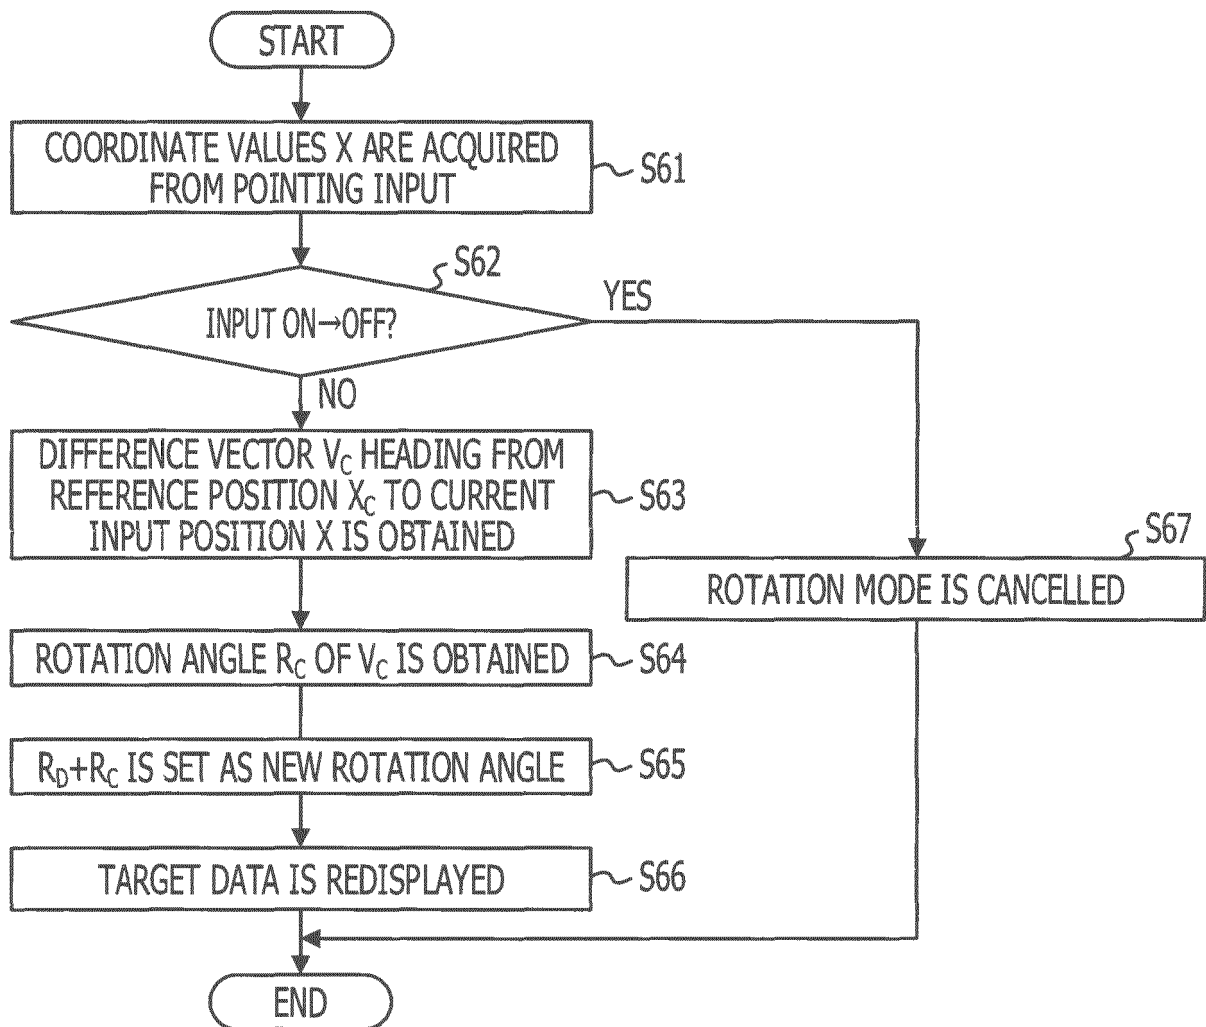 START
COORDINATE VALUES X ARE ACQUIRED
FROM POINTING INPUT
S61
S62
INPUT ON→OFF?
YES
NO
DIFFERENCE VECTOR V_C HEADING FROM
REFERENCE POSITION X_C TO CURRENT
INPUT POSITION X IS OBTAINED
S63
S67
ROTATION MODE IS CANCELLED
ROTATION ANGLE R_C OF V_C IS OBTAINED
S64
R_D+R_C IS SET AS NEW ROTATION ANGLE
S65
TARGET DATA IS REDISPLAYED
S66
END